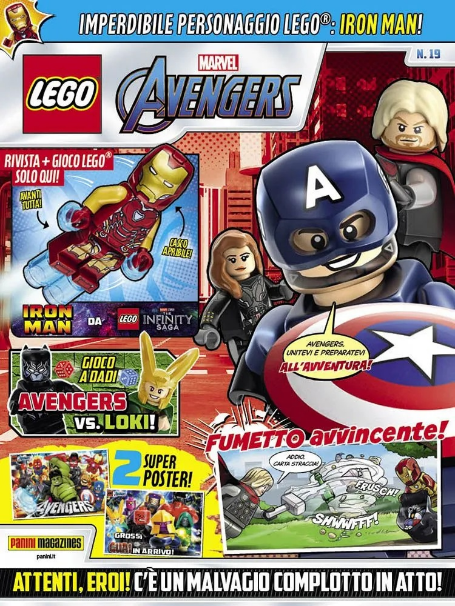 IMPERDIBILE PERSONAGGIO LEGO®: IRON MAN!
N. 19
LEGO
MARVEL
AVENGERS
RIVISTA + GIOCO LEGO®
SOLO QUI!
AVANTI
TUTTA!
CASCO
APRIBILE!
IRON
MAN
DA
LEGO
INFINITY
SAGA
GIOCO
A DADI
AVENGERS
VS. LOKI!
A
AVENGERS,
UNITEVI E PREPARATEVI
ALL'AVVENTURA!
FUMETTO avvincente!
2 SUPER
POSTER!
AVENGERS
GROSSI
GUAI
IN ARRIVO!
ADDIO,
CARTA STRACCIA!
SHWWFFF!
PANINI magazines
panini.it
ATTENTI, EROI! C'È UN MALVAGIO COMPLOTTO IN ATTO!